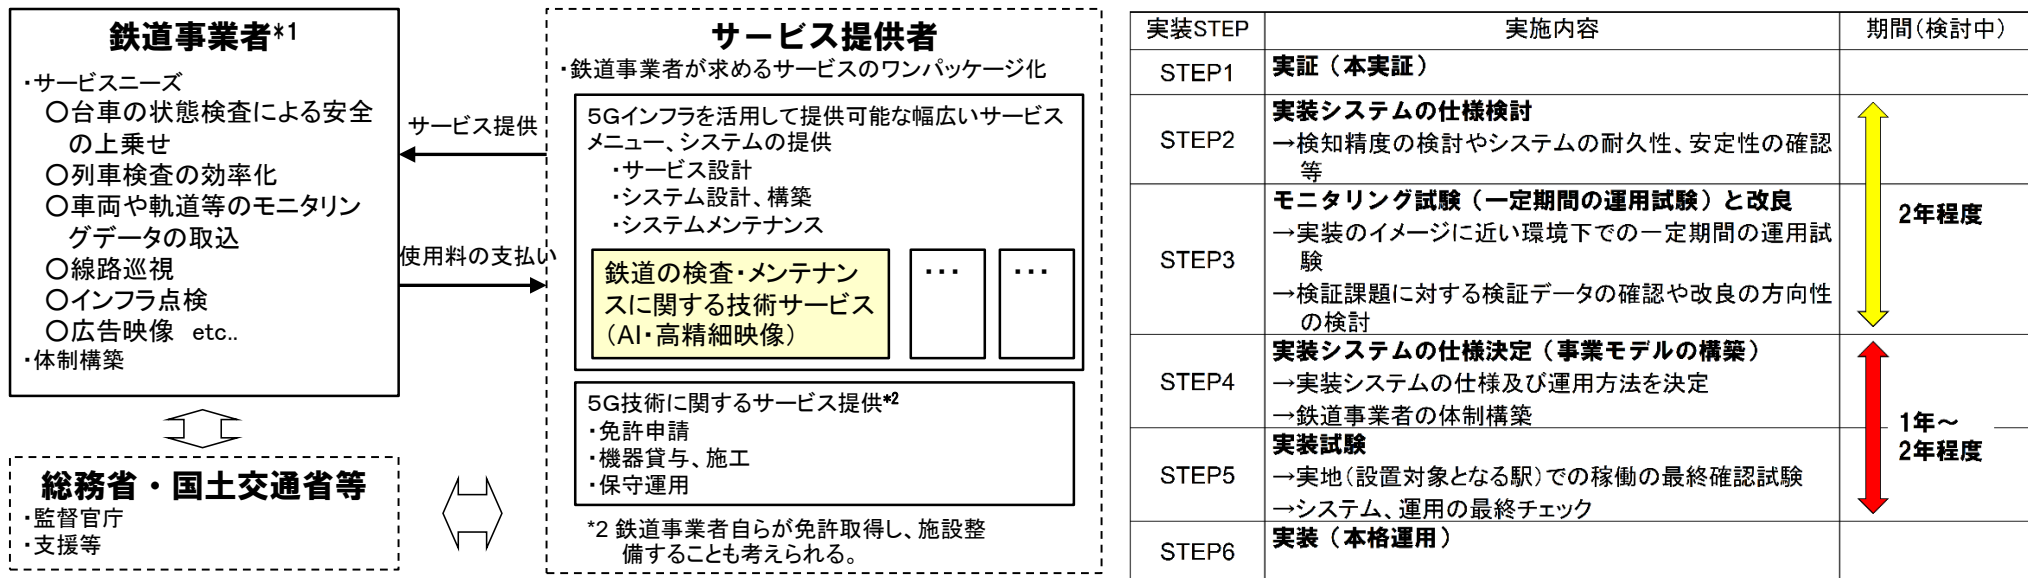 鉄道事業者*1
・サービスニーズ
○台車の状態検査による安全
の上乗せ
○列車検査の効率化
○車両や軌道等のモニタリン
グデータの取込
○線路巡視
○インフラ点検
○広告映像 etc..
・体制構築
サービス提供
使用料の支払い
総務省・国土交通省等
・監督官庁
・支援等
サービス提供者
・鉄道事業者が求めるサービスのワンパッケージ化
5Gインフラを活用して提供可能な幅広いサービス
メニュー、システムの提供
・サービス設計
・システム設計、構築
・システムメンテナンス
鉄道の検査・メンテナン
スに関する技術サービス
(AI・高精細映像)
・・・
・・・
5G技術に関するサービス提供*2
・免許申請
・機器貸与、施工
・保守運用
*2 鉄道事業者自らが免許取得し、施設整
備することも考えられる。
実装STEP 実施内容 期間(検討中)
STEP1 実証(本実証)
STEP2 実装システムの仕様検討
→検知精度の検討やシステムの耐久性、安定性の確認
等
STEP3 モニタリング試験(一定期間の運用試験)と改良
→実装のイメージに近い環境下での一定期間の運用試
験
→検証課題に対する検証データの確認や改良の方向性
の検討
2年程度
STEP4 実装システムの仕様決定(事業モデルの構築)
→実装システムの仕様及び運用方法を決定
→鉄道事業者の体制構築
STEP5 実装試験
→実地(設置対象となる駅)での稼働の最終確認試験
→システム、運用の最終チェック
1年~
2年程度
STEP6 実装(本格運用)